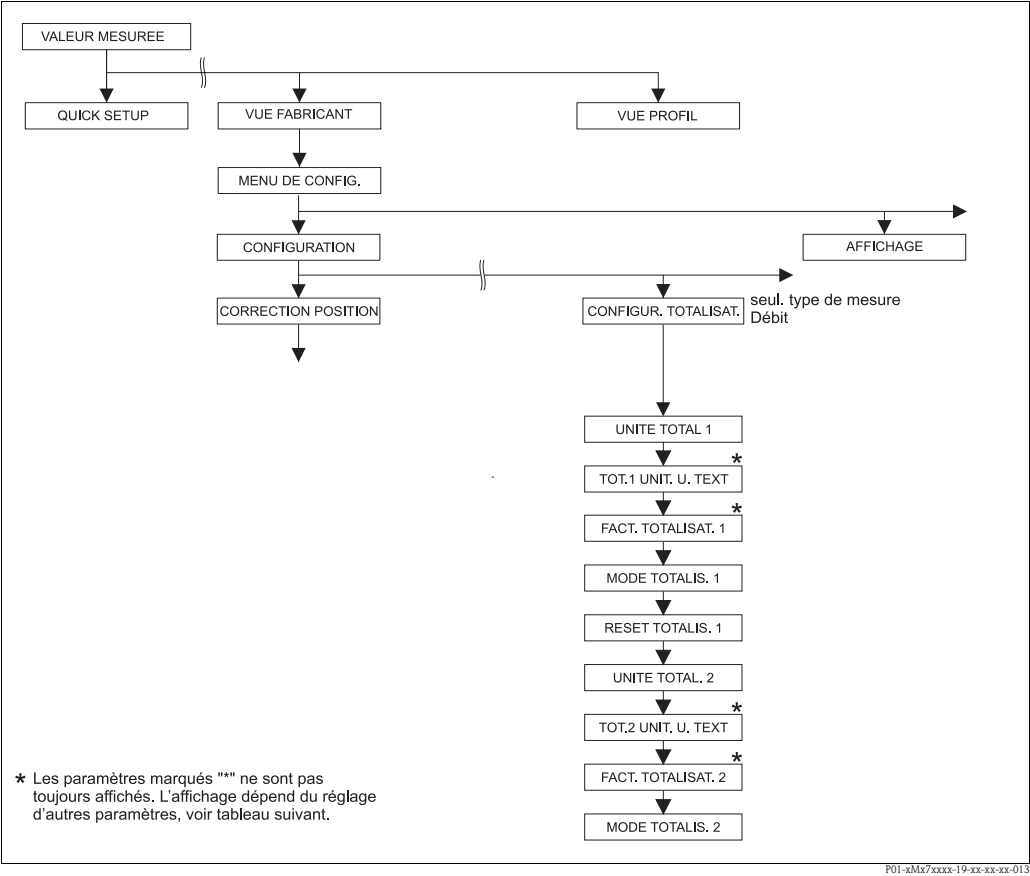 VALEUR MESUREE
QUICK SETUP
VUE FABRICANT
VUE PROFIL
MENU DE CONFIG.
CONFIGURATION
AFFICHAGE
CORRECTION POSITION
CONFIGUR. TOTALISAT.
seul. type de mesure
Débit
UNITE TOTAL 1
*
TOT.1 UNIT. U. TEXT
*
FACT. TOTALISAT. 1
MODE TOTALIS. 1
RESET TOTALIS. 1
UNITE TOTAL. 2
*
TOT.2 UNIT. U. TEXT
*
FACT. TOTALISAT. 2
MODE TOTALIS. 2
* Les paramètres marqués "*" ne sont pas
toujours affichés. L'affichage dépend du réglage
d'autres paramètres, voir tableau suivant.
P01-xMx7xxxx-19-xx-xx-xx-013